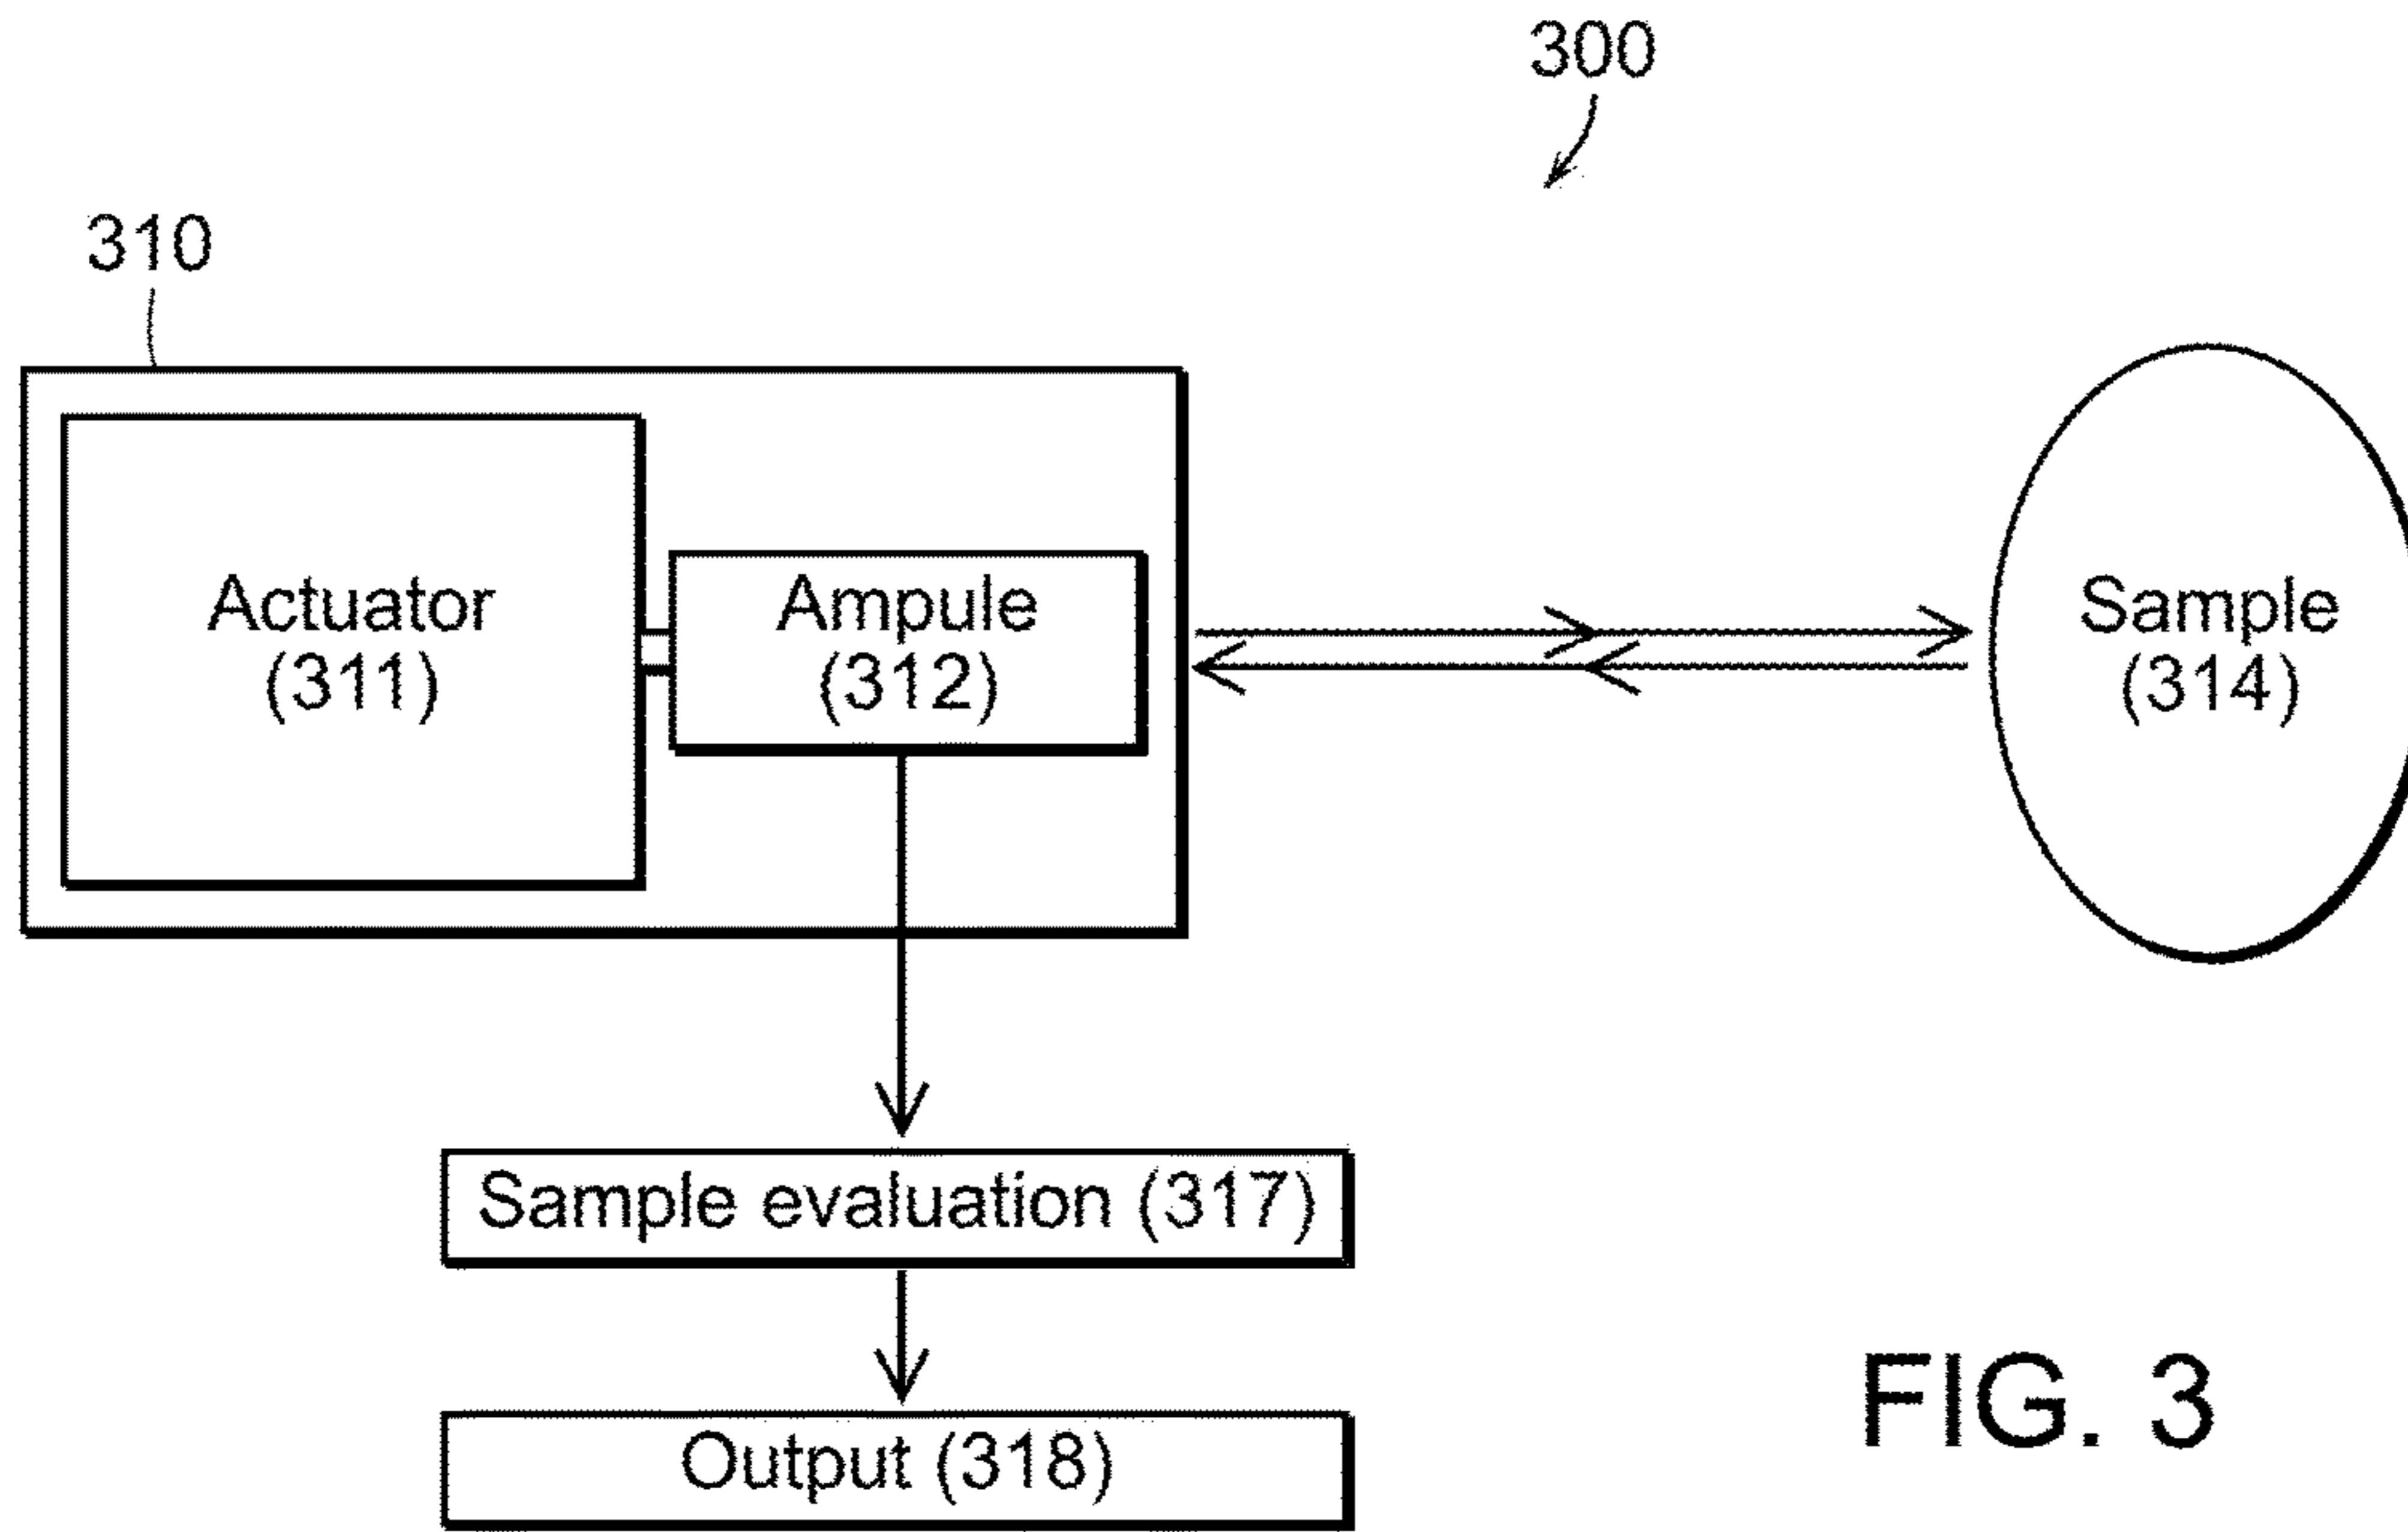 300
310
Actuator
(311)
Ampule
(312)
Sample
(314)
Sample evaluation (317)
Output (318)
FIG. 3